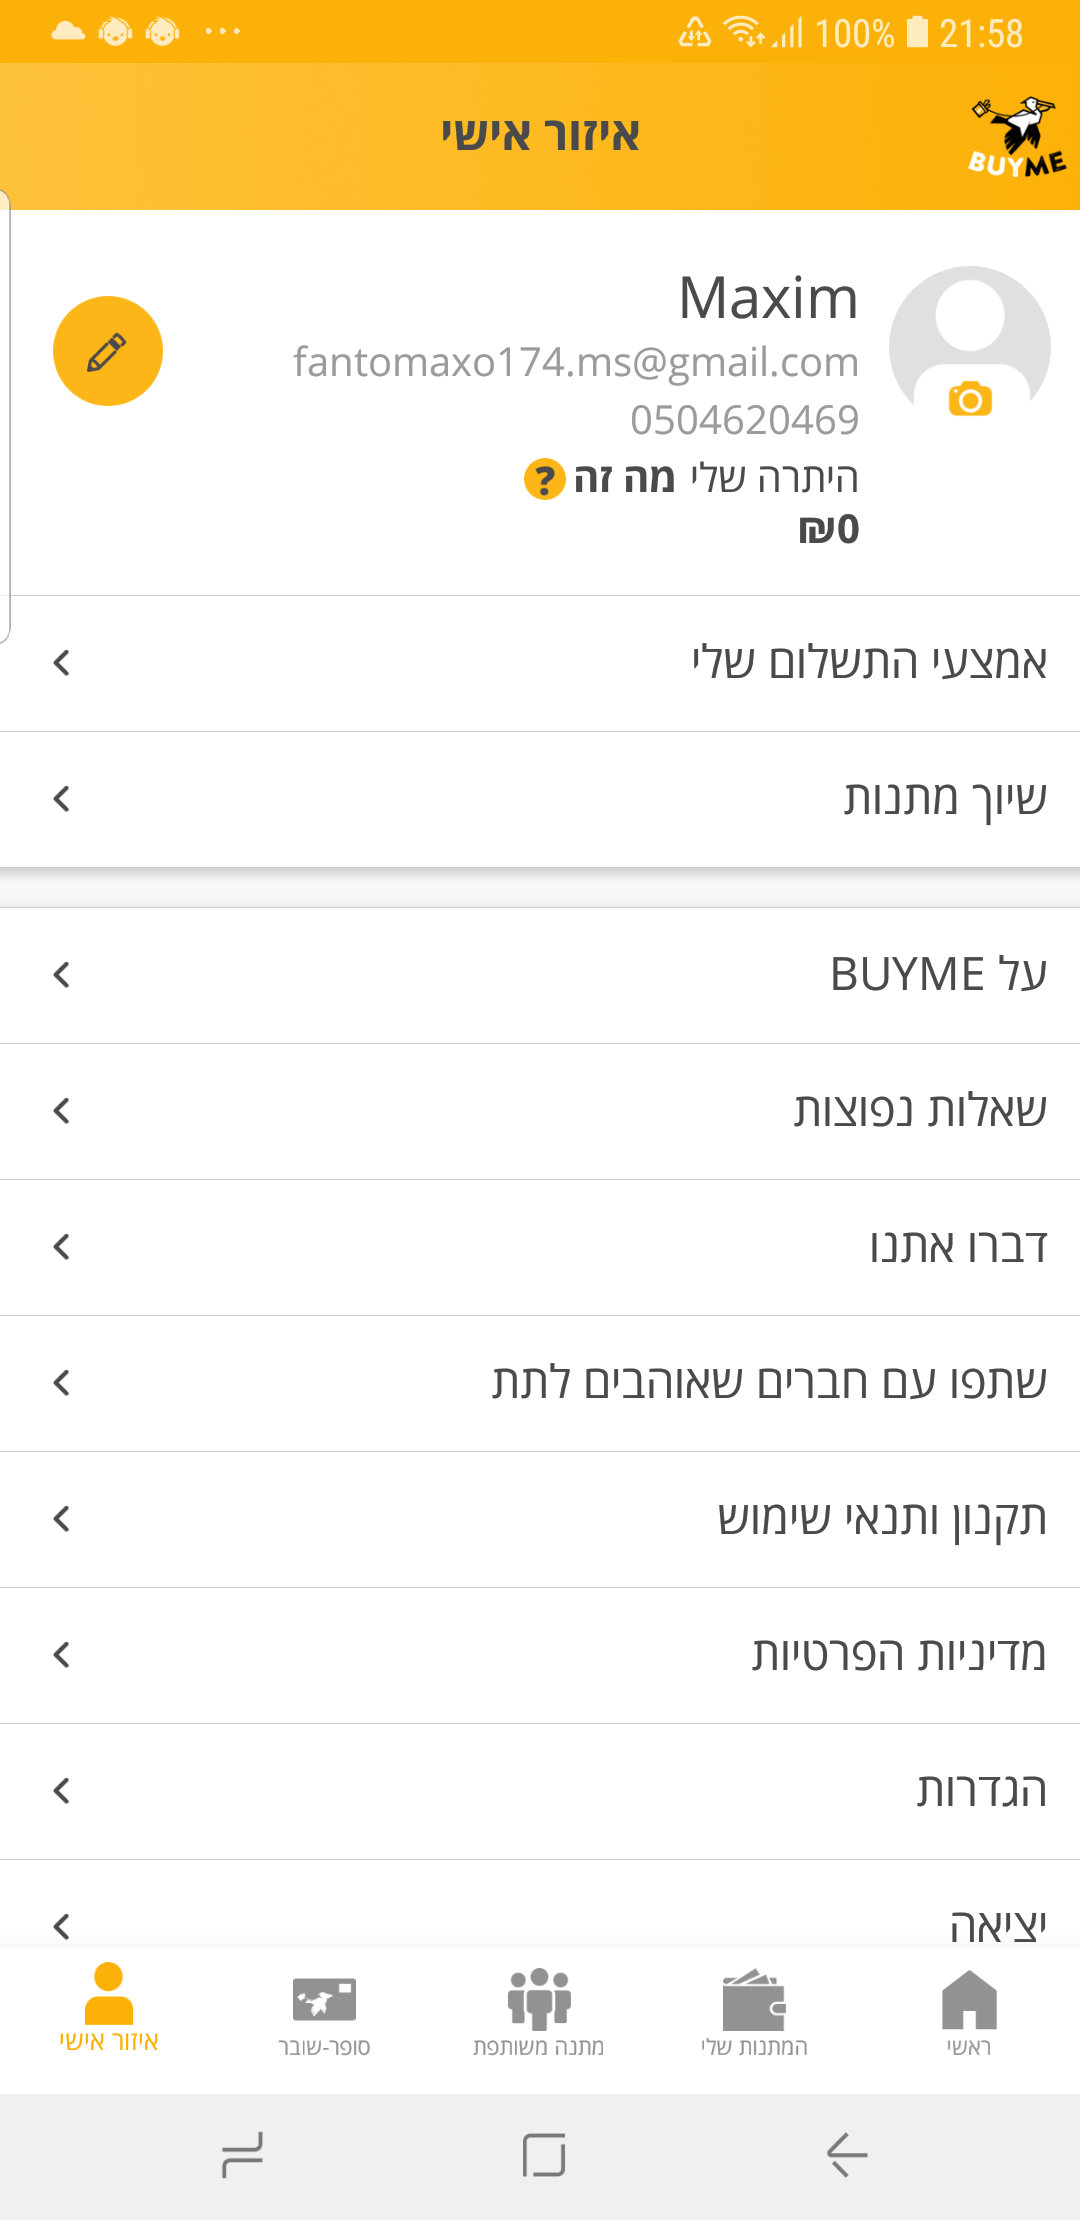 100% 21:58
איזור אישי
BUYME
Maxim
fantomaxo174.ms@gmail.com
0504620469
היתרה שלי מה זה ?
₪0
אמצעי התשלום שלי
שיוך מתנות
על BUYME
שאלות נפוצות
דברו אתנו
שתפו עם חברים שאוהבים לתת
תקנון ותנאי שימוש
מדיניות הפרטיות
הגדרות
יציאה
ראשי
המתנות שלי
מתנה משותפת
סופר-שובר
איזור אישי